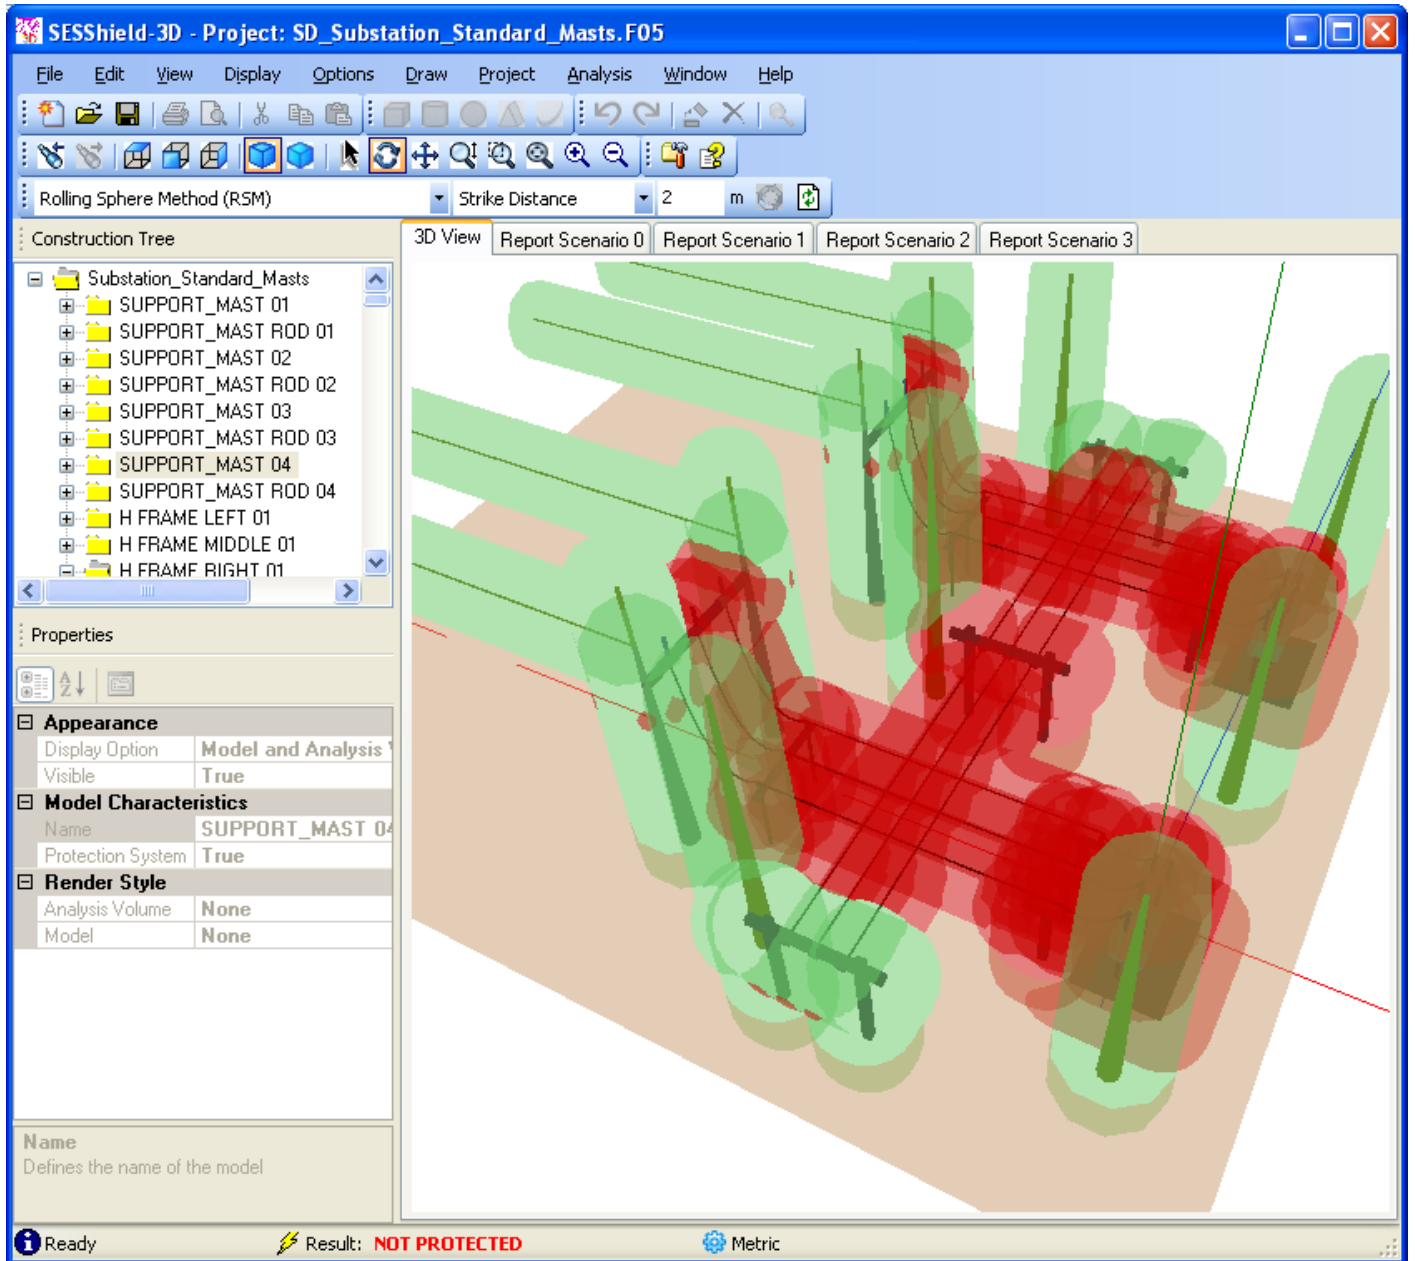 SESShield-3D - Project: SD_Substation_Standard_Masts.F05
File Edit View Display Options Draw Project Analysis Window Help
Rolling Sphere Method (RSM) Strike Distance 2 m
Construction Tree
3D View Report Scenario 0 Report Scenario 1 Report Scenario 2 Report Scenario 3
Substation_Standard_Masts
SUPPORT_MAST 01
SUPPORT_MAST ROD 01
SUPPORT_MAST 02
SUPPORT_MAST ROD 02
SUPPORT_MAST 03
SUPPORT_MAST ROD 03
SUPPORT_MAST 04
SUPPORT_MAST ROD 04
H FRAME LEFT 01
H FRAME MIDDLE 01
H FRAME RIGHT 01
Properties
Appearance
Display Option Model and Analysis
Visible True
Model Characteristics
Name SUPPORT_MAST 04
Protection System True
Render Style
Analysis Volume None
Model None
Name
Defines the name of the model
Ready Result: NOT PROTECTED Metric